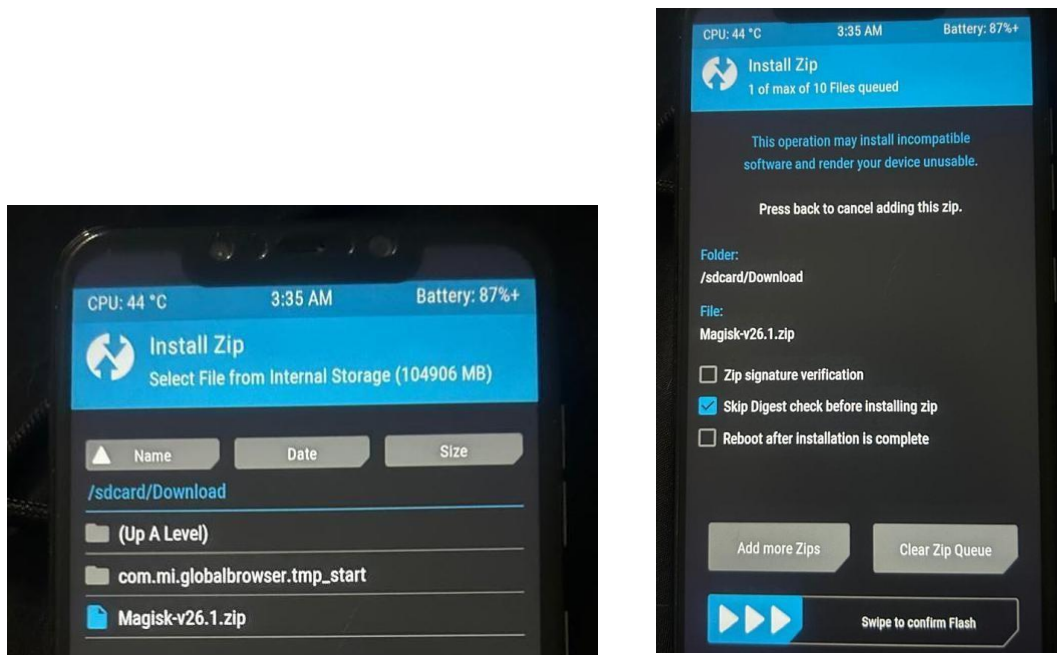 CPU: 44 °C 3:35 AM Battery: 87%+
Install Zip
Select File from Internal Storage (104906 MB)
Name Date Size
/sdcard/Download
(Up A Level)
com.mi.globalbrowser.tmp_start
Magisk-v26.1.zip
CPU: 44 °C 3:35 AM Battery: 87%+
Install Zip
1 of max of 10 Files queued
This operation may install incompatible
software and render your device unusable.
Press back to cancel adding this zip.
Folder:
/sdcard/Download
File:
Magisk-v26.1.zip
Zip signature verification
Skip Digest check before installing zip
Reboot after installation is complete
Add more Zips Clear Zip Queue
Swipe to confirm Flash